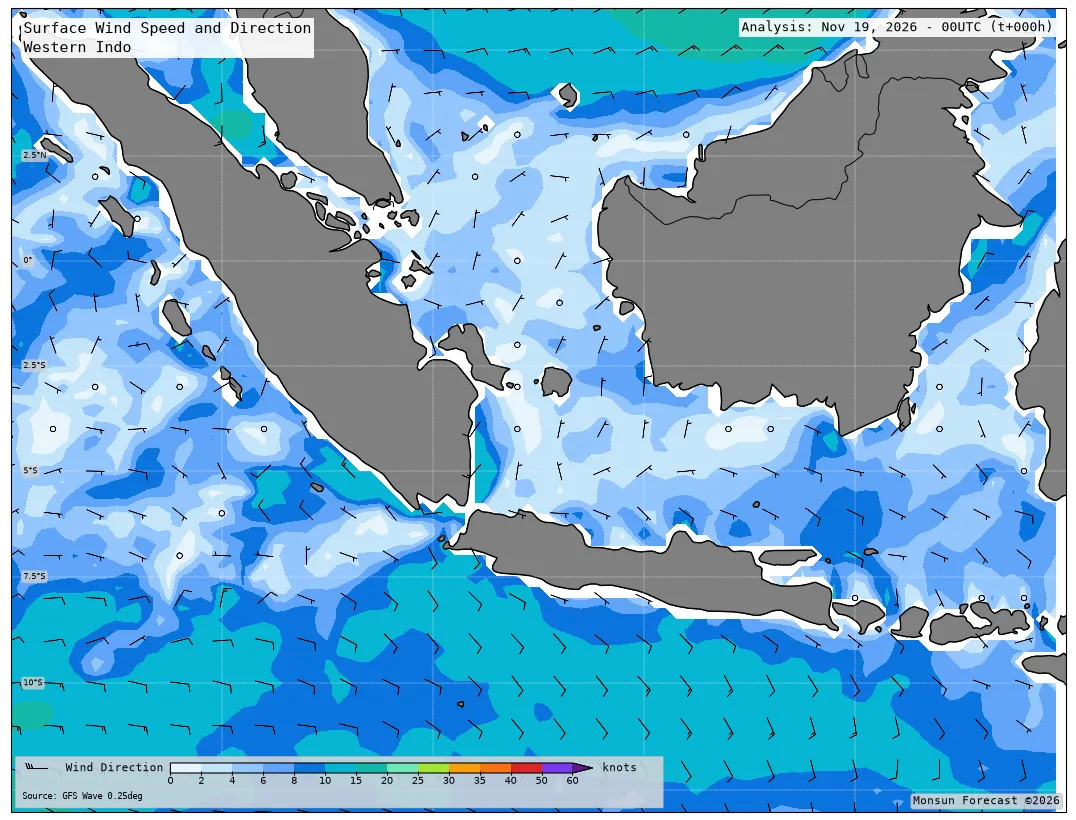 Surface Wind Speed and Direction
Western Indo
Analysis: Nov 19, 2026 - 00UTC (t+000h)
2.5°N
0°
2.5°S
5°S
7.5°S
10°S
Wind Direction
0 2 4 6 8 10 15 20 25 30 35 40 50 60
knots
Source: GFS Wave 0.25deg
Monsun Forecast ©2026